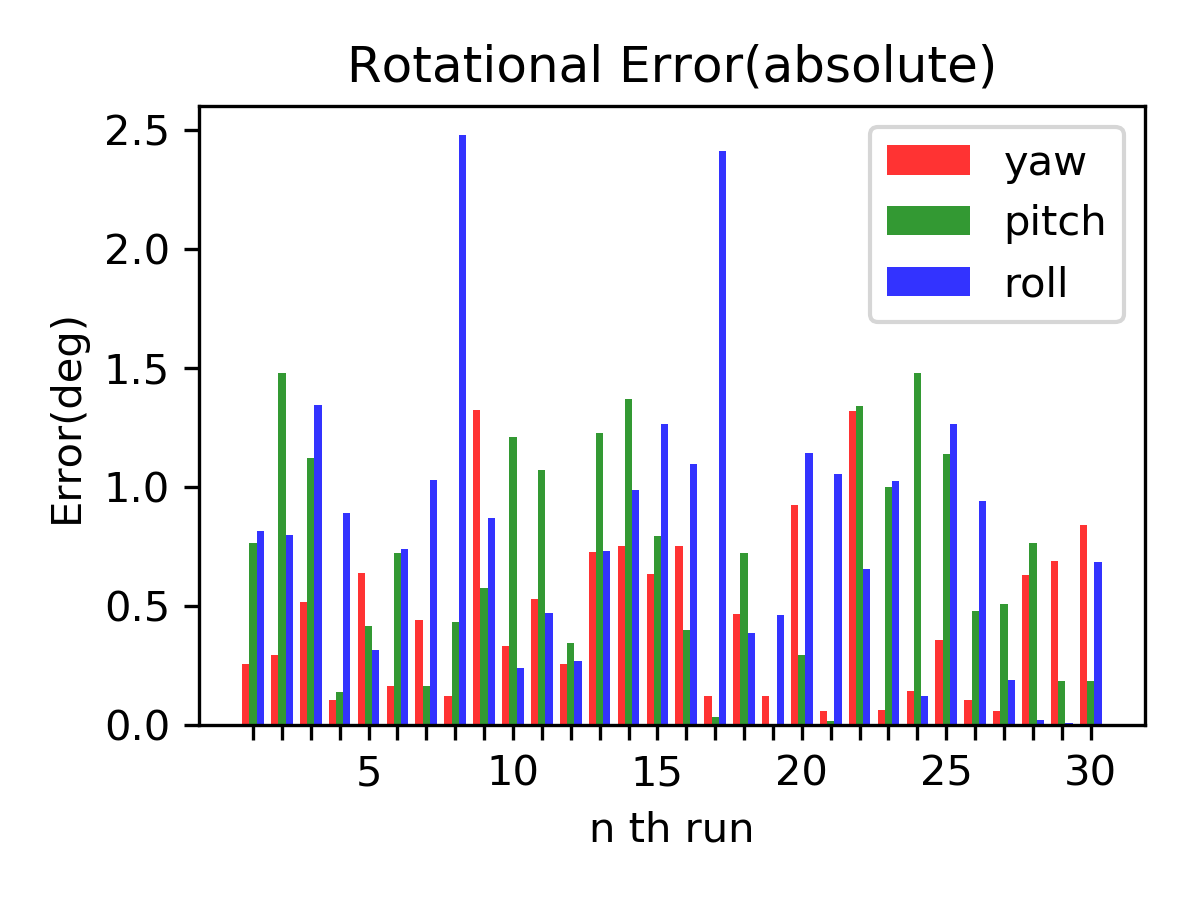 Rotational Error(absolute)
yaw
pitch
roll
Error(deg)
2.5
2.0
1.5
1.0
0.5
0.0
5 10 15 20 25 30
n th run